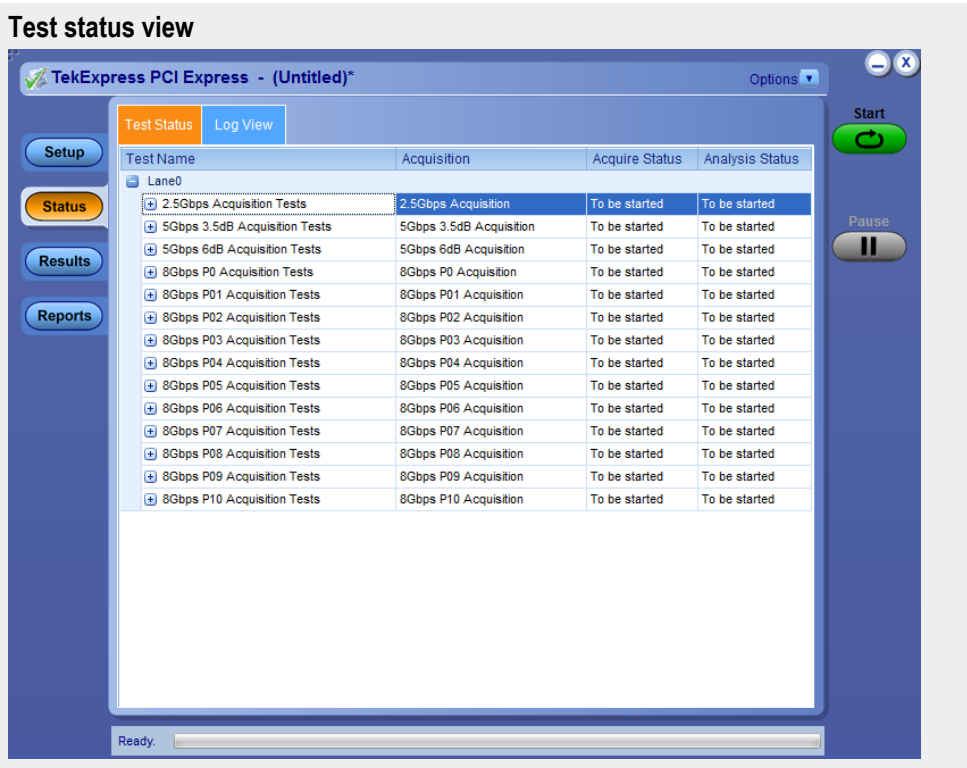 Test status view
TekExpress PCI Express - (Untitled)*
Options
X
Start
Test Status Log View
Setup
Test Name Acquisition Acquire Status Analysis Status
Lane0
Status
2.5Gbps Acquisition Tests 2.5Gbps Acquisition To be started To be started
Pause
5Gbps 3.5dB Acquisition Tests 5Gbps 3.5dB Acquisition To be started To be started
5Gbps 6dB Acquisition Tests 5Gbps 6dB Acquisition To be started To be started
Results
8Gbps P0 Acquisition Tests 8Gbps P0 Acquisition To be started To be started
8Gbps P01 Acquisition Tests 8Gbps P01 Acquisition To be started To be started
Reports
8Gbps P02 Acquisition Tests 8Gbps P02 Acquisition To be started To be started
8Gbps P03 Acquisition Tests 8Gbps P03 Acquisition To be started To be started
8Gbps P04 Acquisition Tests 8Gbps P04 Acquisition To be started To be started
8Gbps P05 Acquisition Tests 8Gbps P05 Acquisition To be started To be started
8Gbps P06 Acquisition Tests 8Gbps P06 Acquisition To be started To be started
8Gbps P07 Acquisition Tests 8Gbps P07 Acquisition To be started To be started
8Gbps P08 Acquisition Tests 8Gbps P08 Acquisition To be started To be started
8Gbps P09 Acquisition Tests 8Gbps P09 Acquisition To be started To be started
8Gbps P10 Acquisition Tests 8Gbps P10 Acquisition To be started To be started
Ready.